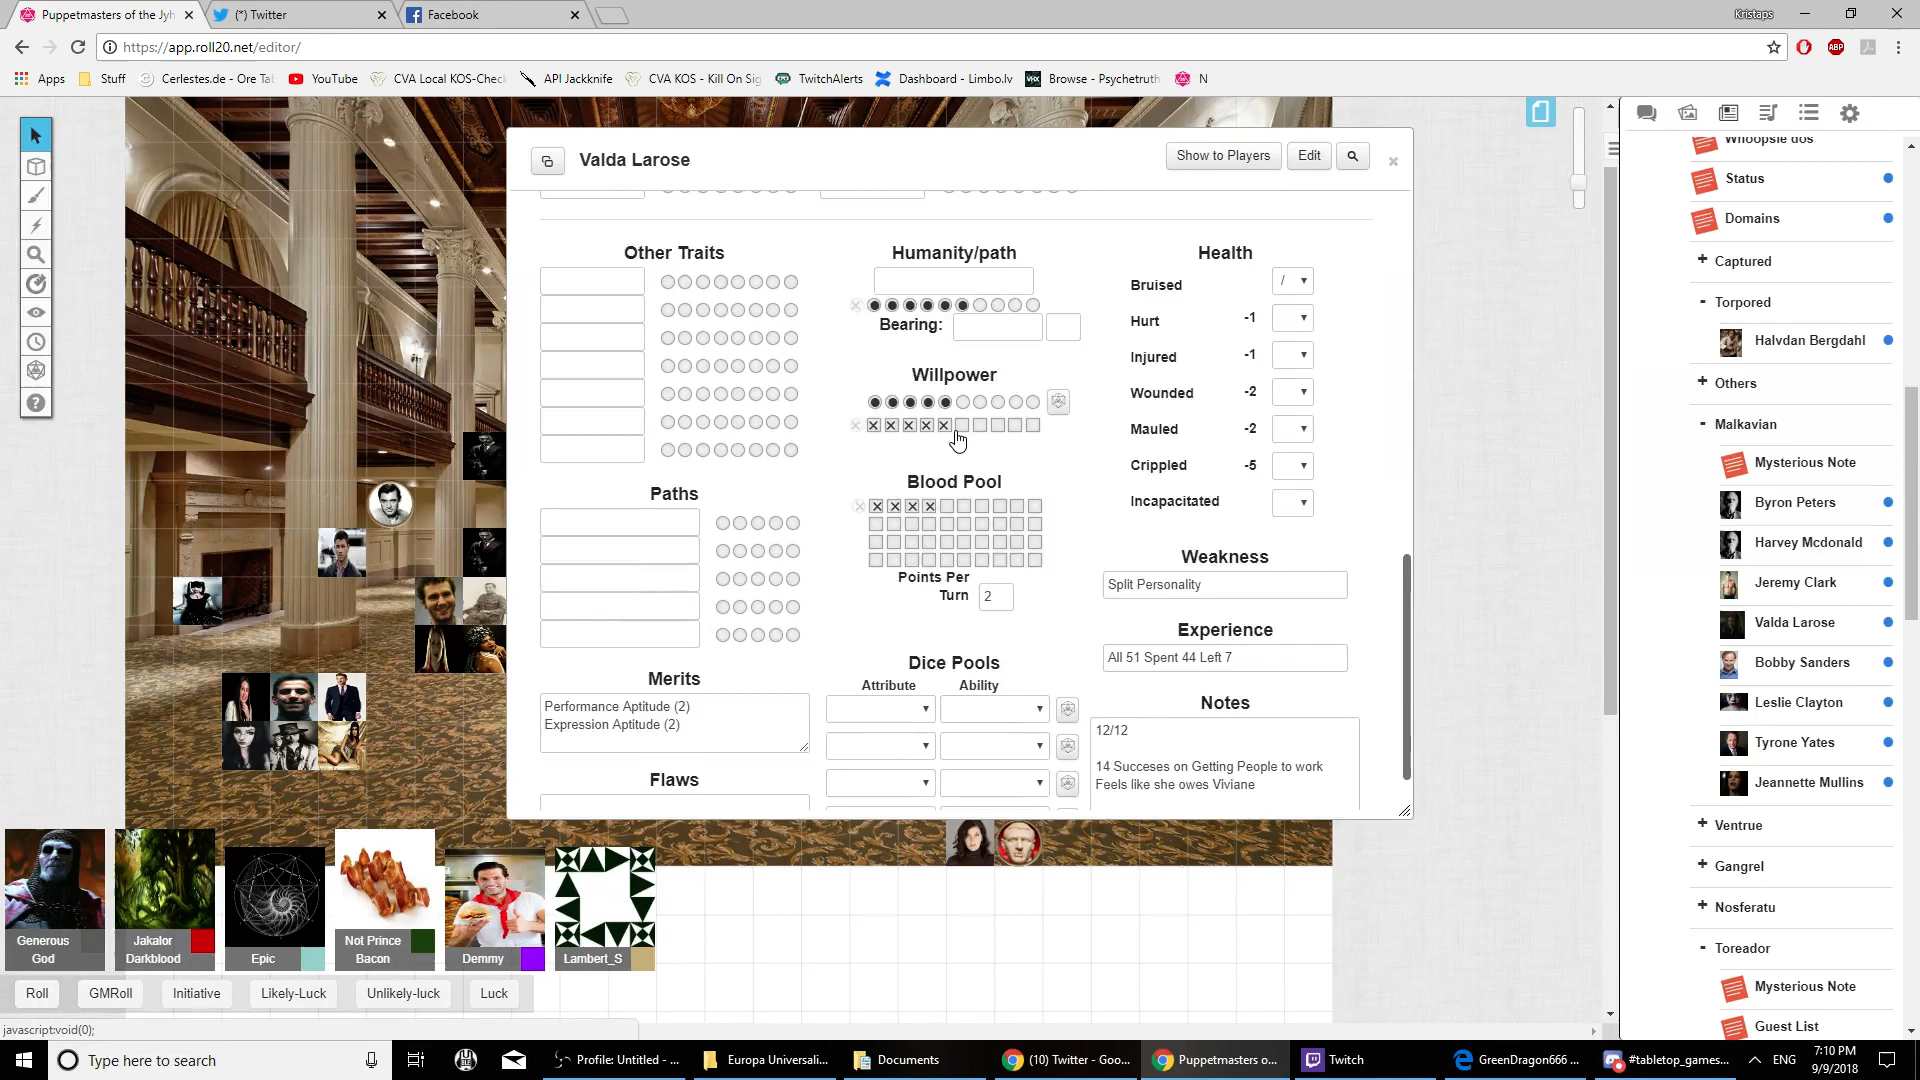 Puppetmasters of the Jyh
(*) Twitter
Facebook
Kristaps
https://app.roll20.net/editor/
Apps
Stuff
Cerlestes.de - Ore Ta
YouTube
CVA Local KOS-Chec
API Jackknife
CVA KOS - Kill On Sig
TwitchAlerts
Dashboard - Limbo.lv
Browse - Psychetruth
N
Valda Larose
Show to Players
Edit
Other Traits
Humanity/path
Bearing:
Willpower
Blood Pool
Points Per
Turn
2
Health
Bruised
/
Hurt
-1
Injured
-1
Wounded
-2
Mauled
-2
Crippled
-5
Incapacitated
Paths
Weakness
Split Personality
Experience
All 51 Spent 44 Left 7
Merits
Performance Aptitude (2)
Expression Aptitude (2)
Dice Pools
Attribute
Ability
Notes
12/12
14 Succeses on Getting People to work
Feels like she owes Viviane
Flaws
Whoopsie dos
Status
Domains
Captured
Torpored
Halvdan Bergdahl
Others
Malkavian
Mysterious Note
Byron Peters
Harvey Mcdonald
Jeremy Clark
Valda Larose
Bobby Sanders
Leslie Clayton
Tyrone Yates
Jeannette Mullins
Ventrue
Gangrel
Nosferatu
Toreador
Mysterious Note
Guest List
Generous
God
Jakalor
Darkblood
Epic
Not Prince
Bacon
Demmy
Lambert_S
Roll
GMRoll
Initiative
Likely-Luck
Unlikely-luck
Luck
javascript:void(0);
Type here to search
Profile: Untitled - ...
Europa Universali...
Documents
(10) Twitter - Goo...
Puppetmasters o...
Twitch
GreenDragon666 ...
#tabletop_games...
ENG
7:10 PM
9/9/2018